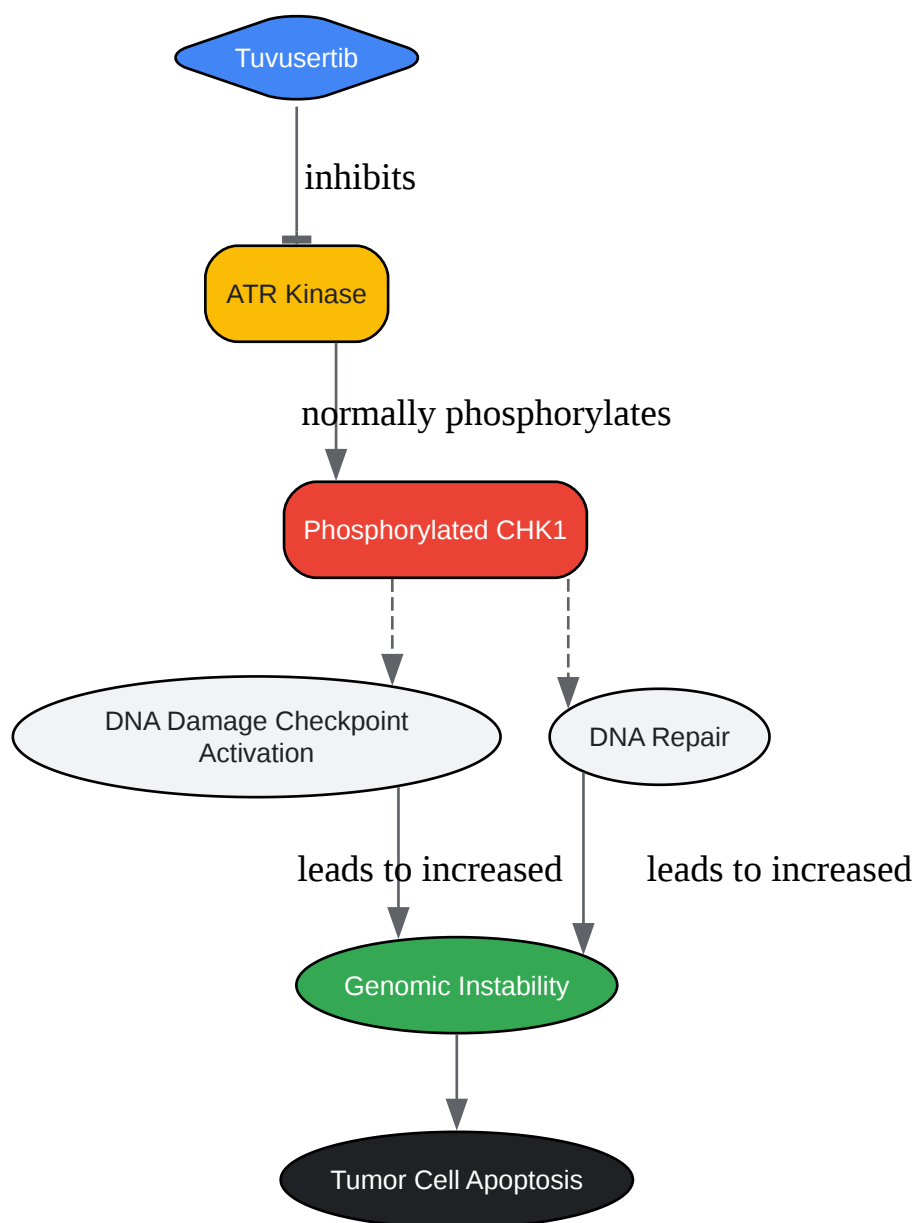 Tuvusertib
inhibits
ATR Kinase
normally phosphorylates
Phosphorylated CHK1
DNA Damage Checkpoint
Activation
DNA Repair
leads to increased
leads to increased
Genomic Instability
Tumor Cell Apoptosis